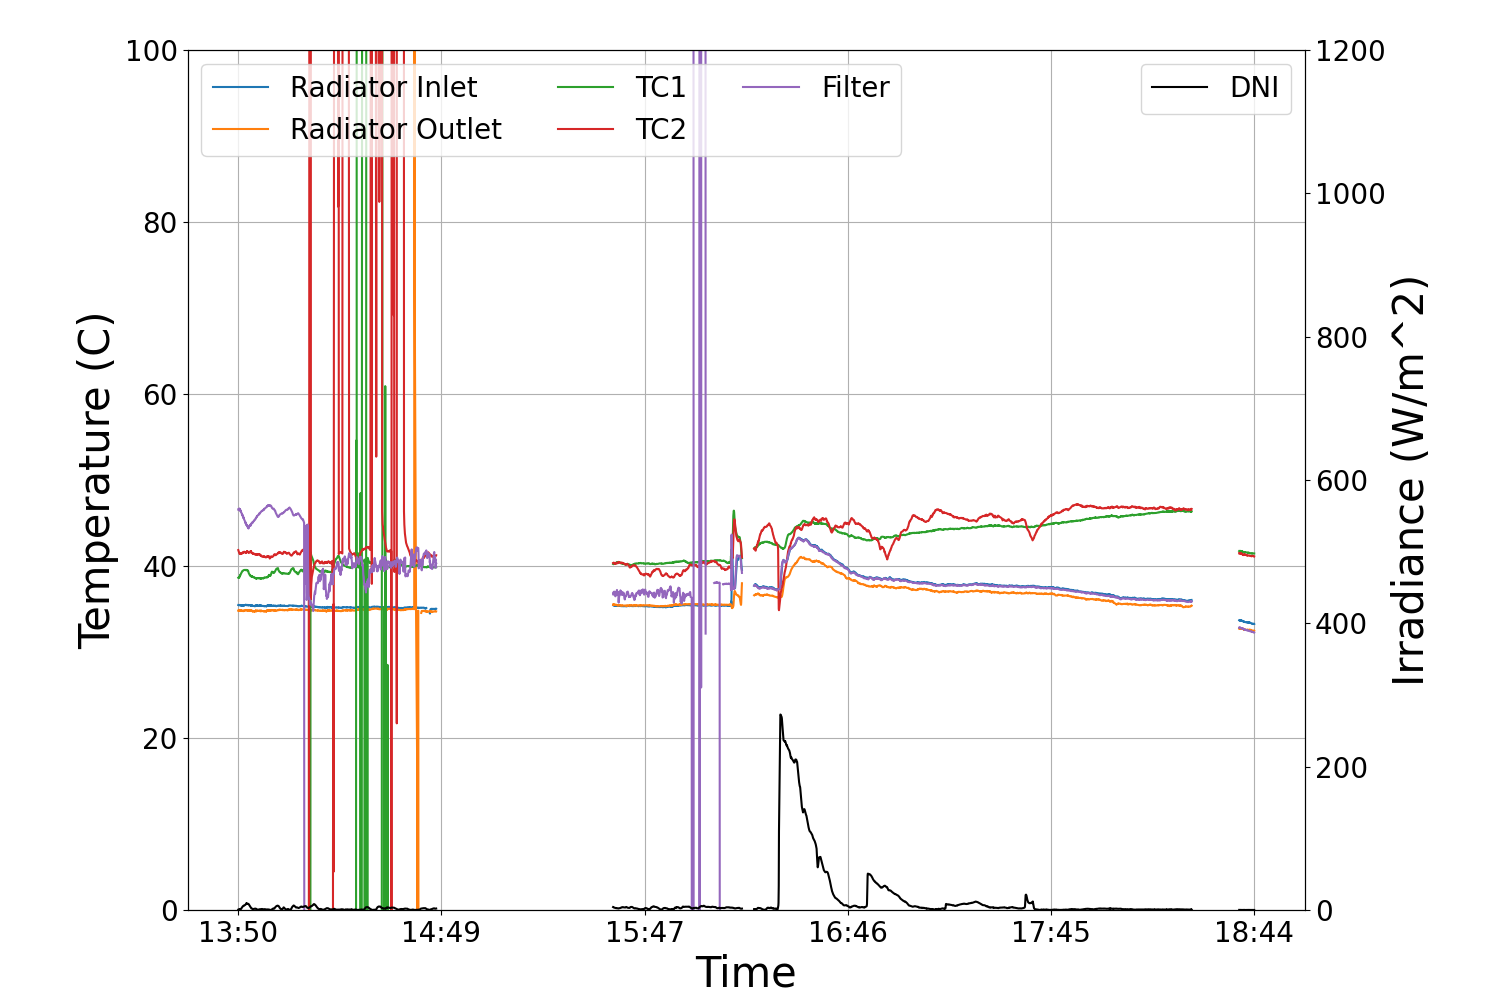 100
80
60
40
20
0
Temperature (C)
Radiator Inlet
Radiator Outlet
TC1
TC2
Filter
DNI
1200
1000
800
600
400
200
0
Irradiance (W/m^2)
13:50 14:49 15:47 16:46 17:45 18:44
Time